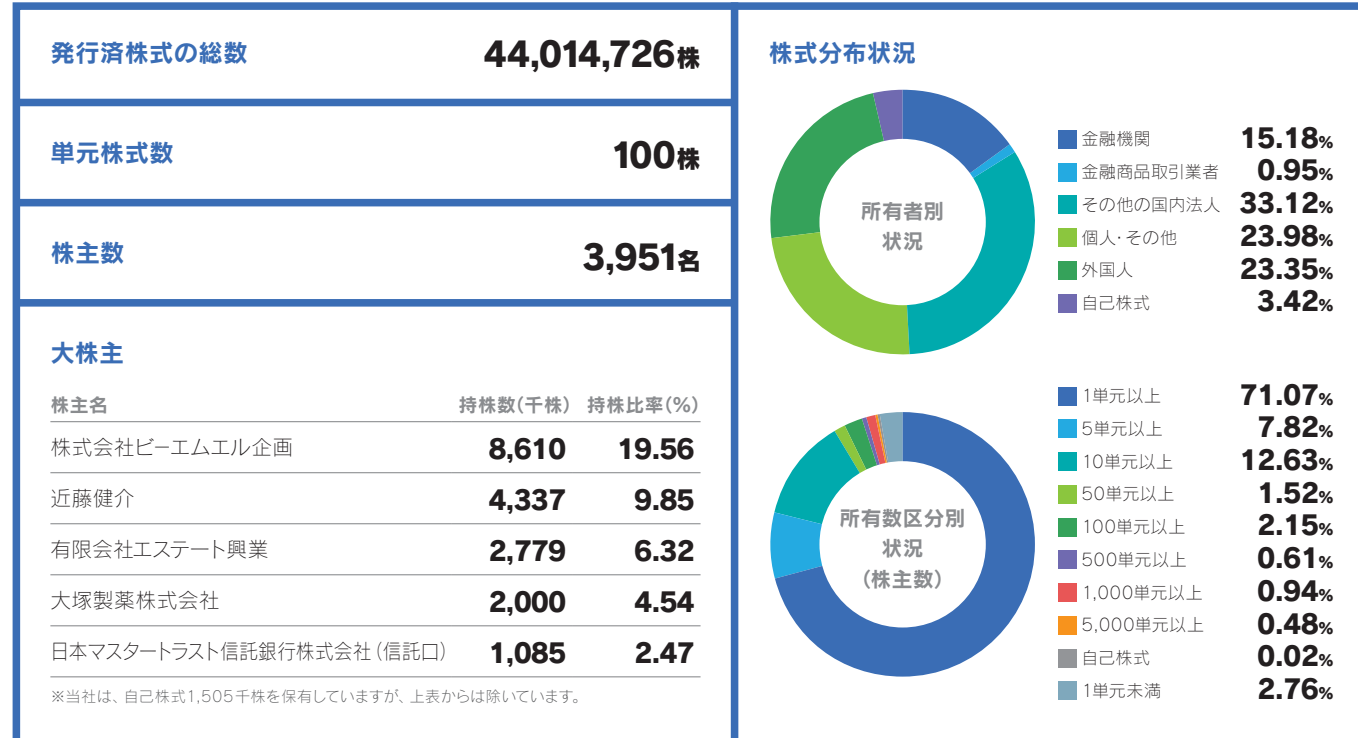 発行済株式の総数 44,014,726株
単元株式数 100株
株主数 3,951名
大株主
株主名 持株数(千株) 持株比率(%)
株式会社ビーエムエル企画 8,610 19.56
近藤健介 4,337 9.85
有限会社エステート興業 2,779 6.32
大塚製薬株式会社 2,000 4.54
日本マスタートラスト信託銀行株式会社(信託口) 1,085 2.47
※当社は、自己株式1,505千株を保有していますが、上表からは除いています。
株式分布状況
所有者別
状況
金融機関 15.18%
金融商品取引業者 0.95%
その他の国内法人 33.12%
個人・その他 23.98%
外国人 23.35%
自己株式 3.42%
所有数区分別
状況
(株主数)
1単元以上 71.07%
5単元以上 7.82%
10単元以上 12.63%
50単元以上 1.52%
100単元以上 2.15%
500単元以上 0.61%
1,000単元以上 0.94%
5,000単元以上 0.48%
自己株式 0.02%
1単元未満 2.76%